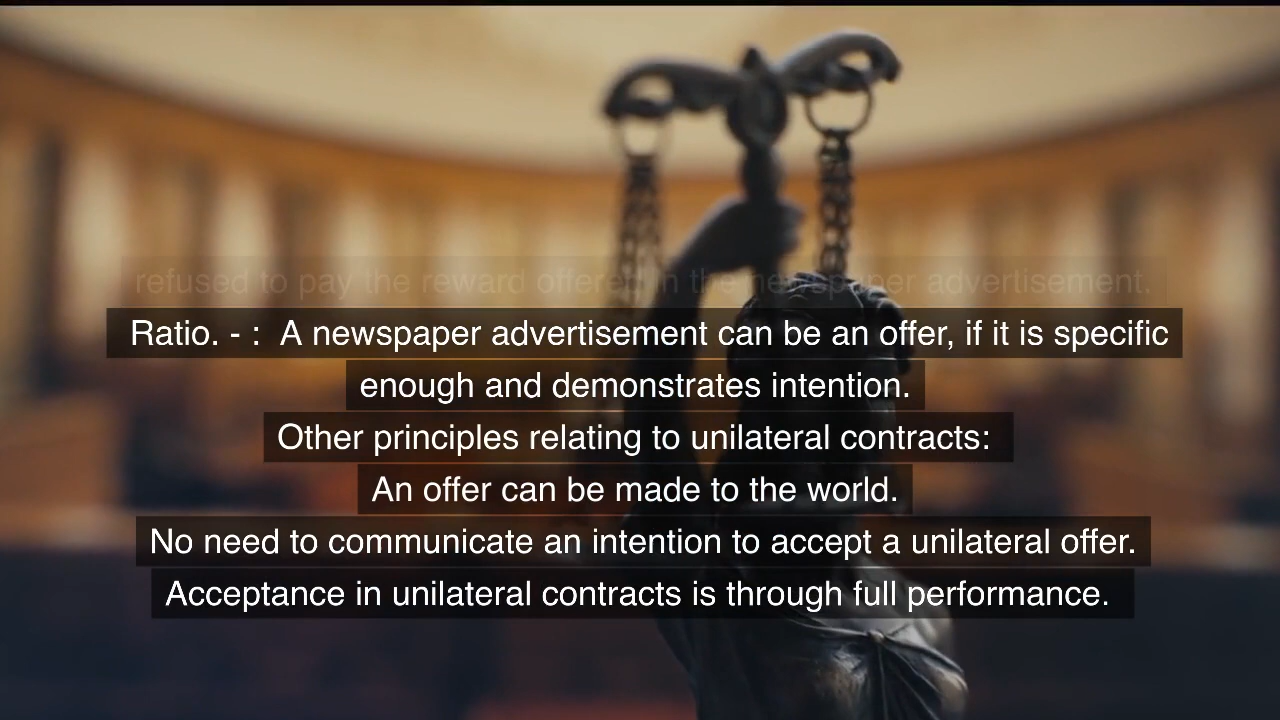 refused to pay the reward offered in the newspaper advertisement.
Ratio. - :  A newspaper advertisement can be an offer, if it is specific
enough and demonstrates intention.
Other principles relating to unilateral contracts:
An offer can be made to the world.
No need to communicate an intention to accept a unilateral offer.
Acceptance in unilateral contracts is through full performance.